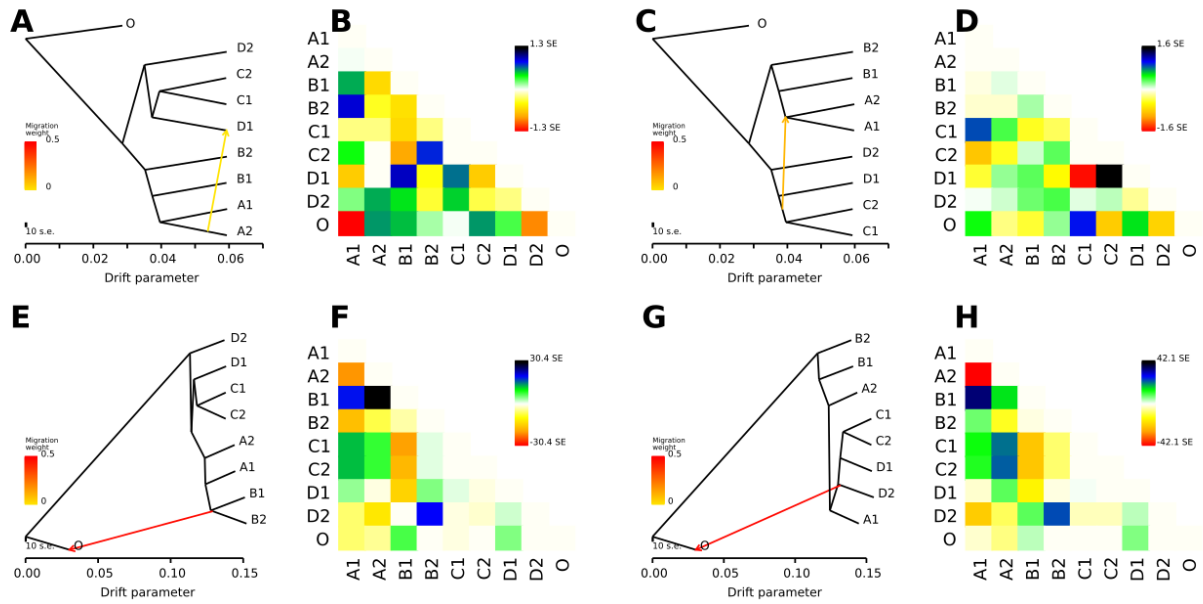 A
O
D2
C2
C1
D1
B2
B1
A1
A2
Migration
weight
0.5
0
10 s.e.
0.00 0.02 0.04 0.06
Drift parameter
B
A1
A2
B1
B2
C1
C2
D1
D2
O
A1 A2 B1 B2 C1 C2 D1 D2 O
1.3 SE
-1.3 SE
C
O
B2
B1
A2
A1
D2
D1
C2
C1
Migration
weight
0.5
0
10 s.e.
0.00 0.02 0.04 0.06
Drift parameter
D
A1
A2
B1
B2
C1
C2
D1
D2
O
A1 A2 B1 B2 C1 C2 D1 D2 O
1.6 SE
-1.6 SE
E
D2
D1
C1
C2
A2
A1
B1
B2
O
Migration
weight
0.5
0
10 s.e.
0.00 0.05 0.10 0.15
Drift parameter
F
A1
A2
B1
B2
C1
C2
D1
D2
O
A1 A2 B1 B2 C1 C2 D1 D2 O
30.4 SE
-30.4 SE
G
B2
B1
A2
C1
C2
D1
D2
A1
O
Migration
weight
0.5
0
10 s.e.
0.00 0.05 0.10 0.15
Drift parameter
H
A1
A2
B1
B2
C1
C2
D1
D2
O
A1 A2 B1 B2 C1 C2 D1 D2 O
42.1 SE
-42.1 SE